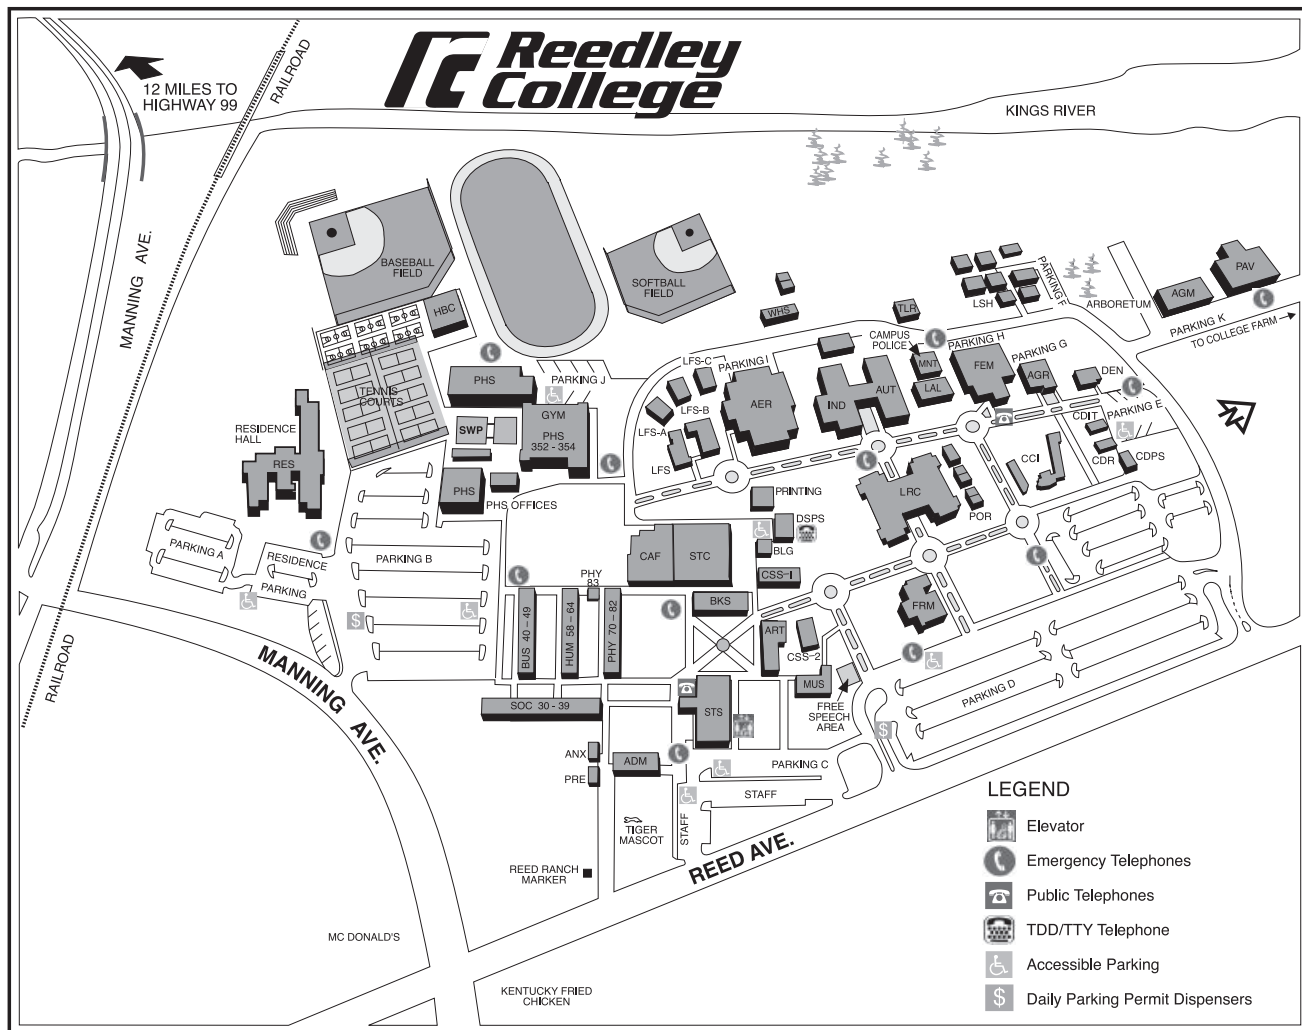 Reedley
College
12 MILES TO
HIGHWAY 99
RAILROAD
KINGS RIVER
MANNING AVE.
BASEBALL
FIELD
SOFTBALL
FIELD
HBC
WHS
TLR
LSH
PARKING F
ARBORETUM
AGM
PAV
PARKING K
TO COLLEGE FARM
CAMPUS
POLICE
PARKING H
PARKING G
MNT
LAL
FEM
AGR
DEN
PARKING E
CDIT
CDR
CDPS
CCI
LFS-C
PARKING I
LFS-B
LFS-A
LFS
AER
IND
AUT
PHS
PARKING J
TENNIS
COURTS
GYM
PHS
352 - 354
SWP
RESIDENCE
HALL
RES
PHS
PHS OFFICES
PRINTING
LRC
POR
DSPS
BLG
CSS-1
PARKING A
RESIDENCE
PARKING
PARKING B
CAF
STC
PHY
83
BKS
FRM
BUS 40 - 49
HUM 58 - 64
PHY 70 - 82
ART
CSS-2
MUS
FREE
SPEECH
AREA
PARKING D
RAILROAD
MANNING AVE.
SOC 30 - 39
STS
ANX
PRE
ADM
PARKING C
STAFF
STAFF
TIGER
MASCOT
REED AVE.
REED RANCH
MARKER
MC DONALD'S
KENTUCKY FRIED
CHICKEN
LEGEND
Elevator
Emergency Telephones
Public Telephones
TDD/TTY Telephone
Accessible Parking
$ Daily Parking Permit Dispensers